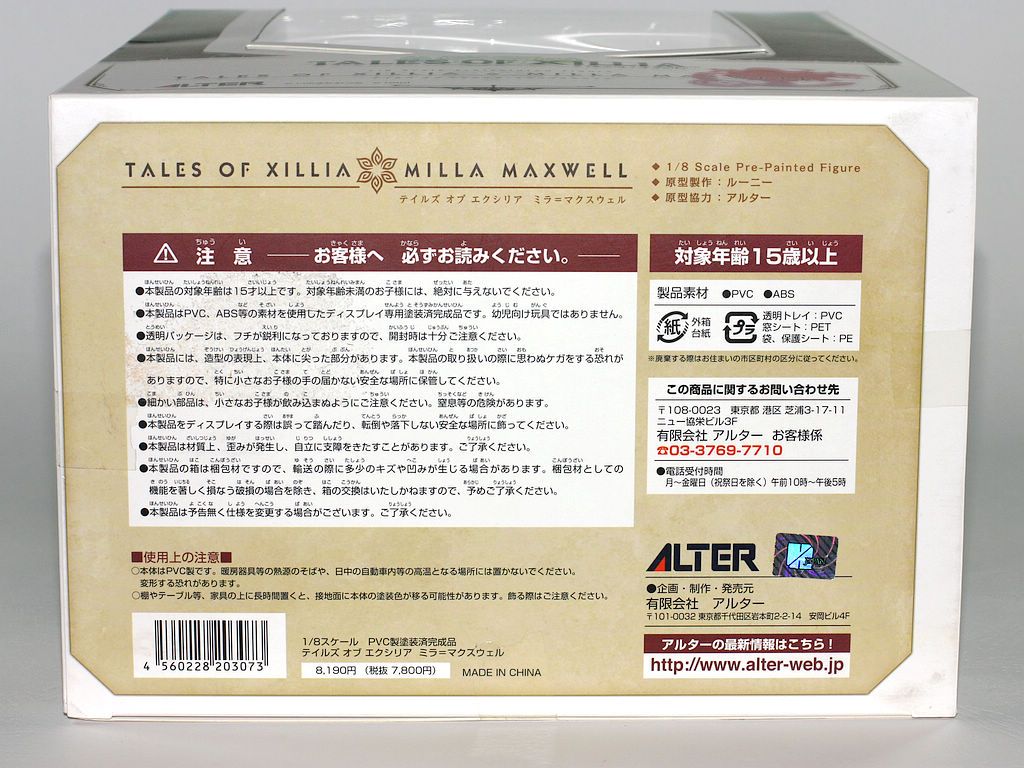 TALES OF XILLIA
TALES OF XILLIA
ALTER
TALES OF XILLIA MILLA MAXWELL
テイルズ オブ エクシリア ミラ＝マクスウェル
◆ 1/8 Scale Pre-Painted Figure
◆ 原型製作：ルーニー
◆ 原型協力：アルター
注意 お客様へ 必ずお読みください。
●本製品の対象年齢は15才以上です。対象年齢未満のお子様には、絶対に与えないでください。
●本製品はPVC、ABS等の素材を使用したディスプレイ専用塗装済完成品です。幼児向け玩具ではありません。
●透明パッケージは、フチが鋭利になっておりますので、開封時は十分ご注意ください。
●本製品には、造型の表現上、本体に尖った部分があります。本製品の取り扱いの際に思わぬケガをする恐れが
ありますので、特に小さなお子様の手の届かない安全な場所に保管してください。
●細かい部品は、小さなお子様が飲み込まぬようにご注意ください。窒息等の危険があります。
●本製品をディスプレイする際は誤って踏んだり、転倒や落下しない安全な場所に飾ってください。
●本製品は材質上、歪みが発生し、自立に支障をきたすことがあります。ご了承ください。
●本製品の箱は梱包材ですので、輸送の際に多少のキズや凹みが生じる場合があります。梱包材としての
機能を著しく損なう破損の場合を除き、箱の交換はいたしかねますので、予めご了承ください。
●本製品は予告無く仕様を変更する場合がございます。ご了承ください。
対象年齢15歳以上
製品素材 ●PVC ●ABS
紙 外箱
台紙
プラ 透明トレイ：PVC
窓シート：PET
袋、保護シート：PE
※廃棄する際はお住まいの市区町村の区分に従ってください。
この商品に関するお問い合わせ先
〒108-0023 東京都 港区 芝浦3-17-11
ニュー協栄ビル3F
有限会社 アルター お客様係
☎03-3769-7710
●電話受付時間
月～金曜日（祝祭日を除く）午前10時～午後5時
■使用上の注意■
○本体はPVC製です。暖房器具等の熱源のそばや、日中の自動車内等の高温となる場所には置かないでください。
変形する恐れがあります。
○棚やテーブル等、家具の上に長時間置くと、接地面に本体の塗装色が移る可能性があります。飾る際はご注意ください。
4 560228 203073
1/8スケール PVC製塗装済完成品
テイルズ オブ エクシリア ミラ＝マクスウェル
8,190円 （税抜 7,800円）
MADE IN CHINA
ALTER
●企画・制作・発売元
有限会社 アルター
〒101-0032 東京都千代田区岩本町2-2-14 安岡ビル4F
アルターの最新情報はこちら！
http://www.alter-web.jp